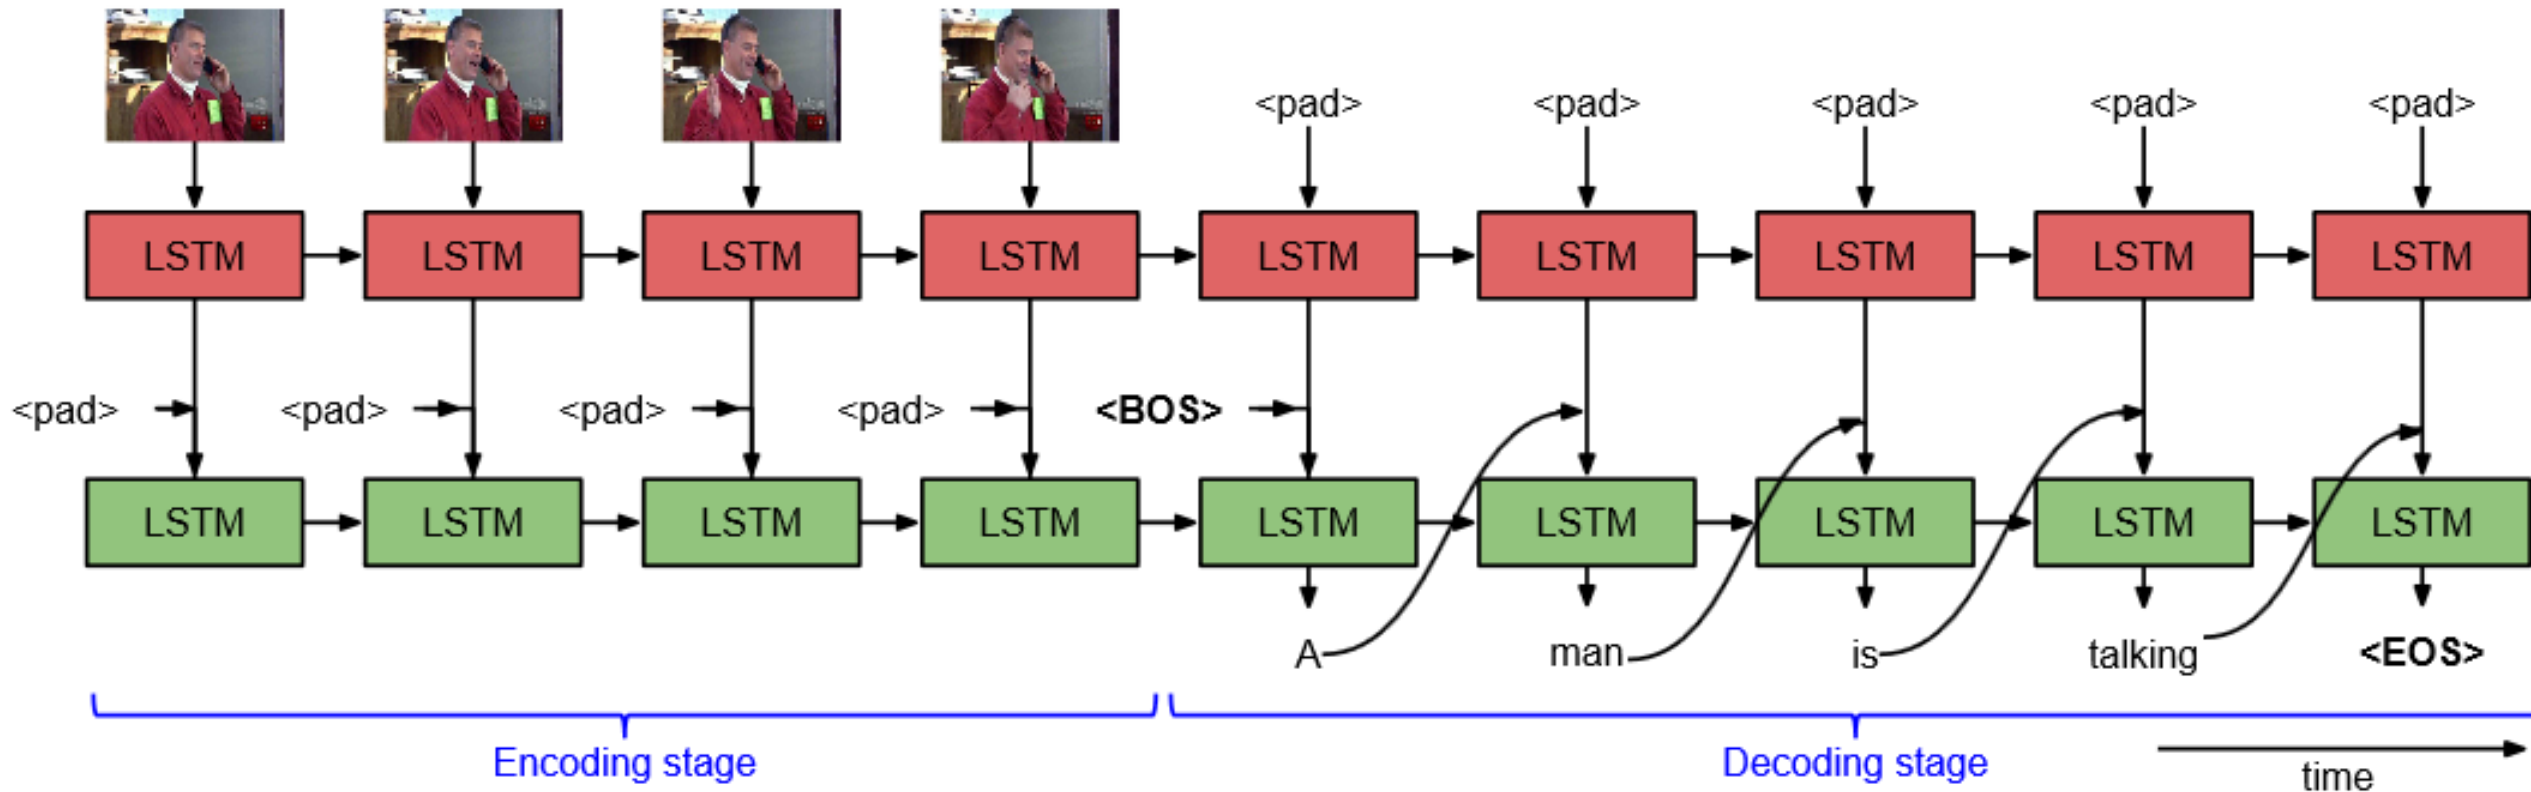 <pad> <pad> <pad> <pad> <pad>
LSTM LSTM LSTM LSTM LSTM LSTM LSTM LSTM LSTM
<pad> <pad> <pad> <pad> <BOS>
LSTM LSTM LSTM LSTM LSTM LSTM LSTM LSTM LSTM
A man is talking <EOS>
Encoding stage Decoding stage
time